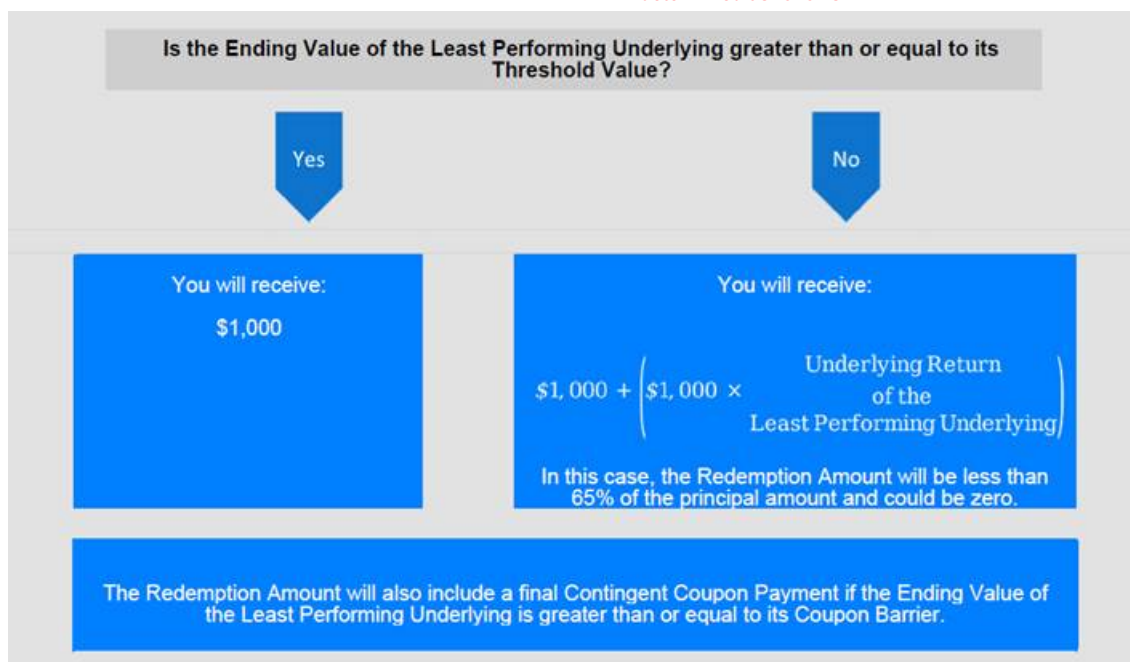 Is the Ending Value of the Least Performing Underlying greater than or equal to its
Threshold Value?
Yes
No
You will receive:
$1,000
You will receive:
$1,000 + ($1,000 × Underlying Return
of the
Least Performing Underlying)
In this case, the Redemption Amount will be less than
65% of the principal amount and could be zero.
The Redemption Amount will also include a final Contingent Coupon Payment if the Ending Value of
the Least Performing Underlying is greater than or equal to its Coupon Barrier.